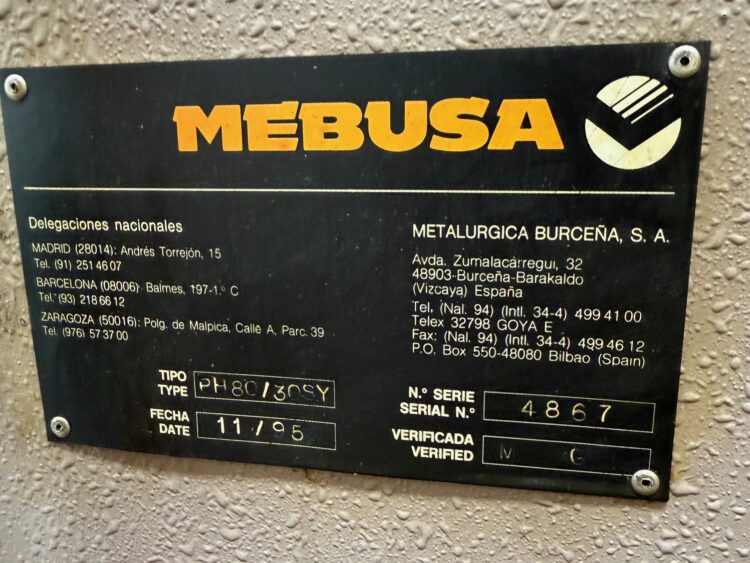 MEBUSA
Delegaciones nacionales
MADRID (28014): Andrés Torrejón, 15
Tel. (91) 251 46 07
BARCELONA (08006): Balmes, 197-1.º C
Tel. (93) 218 66 12
ZARAGOZA (50016): Polg. de Malpica, Calle A, Parc. 39
Tel. (976) 57 37 00
METALURGICA BURCEÑA, S. A.
Avda. Zumalacárregui, 32
48903-Burceña-Barakaldo
(Vizcaya) España
Tel. (Nal. 94) (Intl. 34-4) 499 41 00
Telex 32798 GOYA E
Fax: (Nal. 94) (Intl. 34-4) 499 46 12
P.O. Box 550-48080 Bilbao (Spain)
TIPO
TYPE PH80/30SY
FECHA
DATE 11/95
N.º SERIE
SERIAL N.º 4867
VERIFICADA
VERIFIED M G